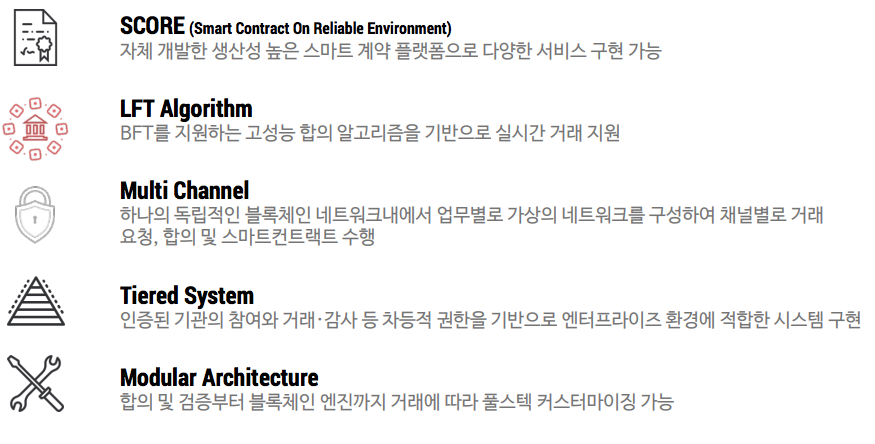 SCORE (Smart Contract On Reliable Environment)
자체 개발한 생산성 높은 스마트 계약 플랫폼으로 다양한 서비스 구현 가능
LFT Algorithm
BFT를 지원하는 고성능 합의 알고리즘을 기반으로 실시간 거래 지원
Multi Channel
하나의 독립적인 블록체인 네트워크내에서 업무별로 가상의 네트워크를 구성하여 채널별로 거래
요청, 합의 및 스마트컨트랙트 수행
Tiered System
인증된 기관의 참여와 거래·감사 등 차등적 권한을 기반으로 엔터프라이즈 환경에 적합한 시스템 구현
Modular Architecture
합의 및 검증부터 블록체인 엔진까지 거래에 따라 풀스텍 커스터마이징 가능